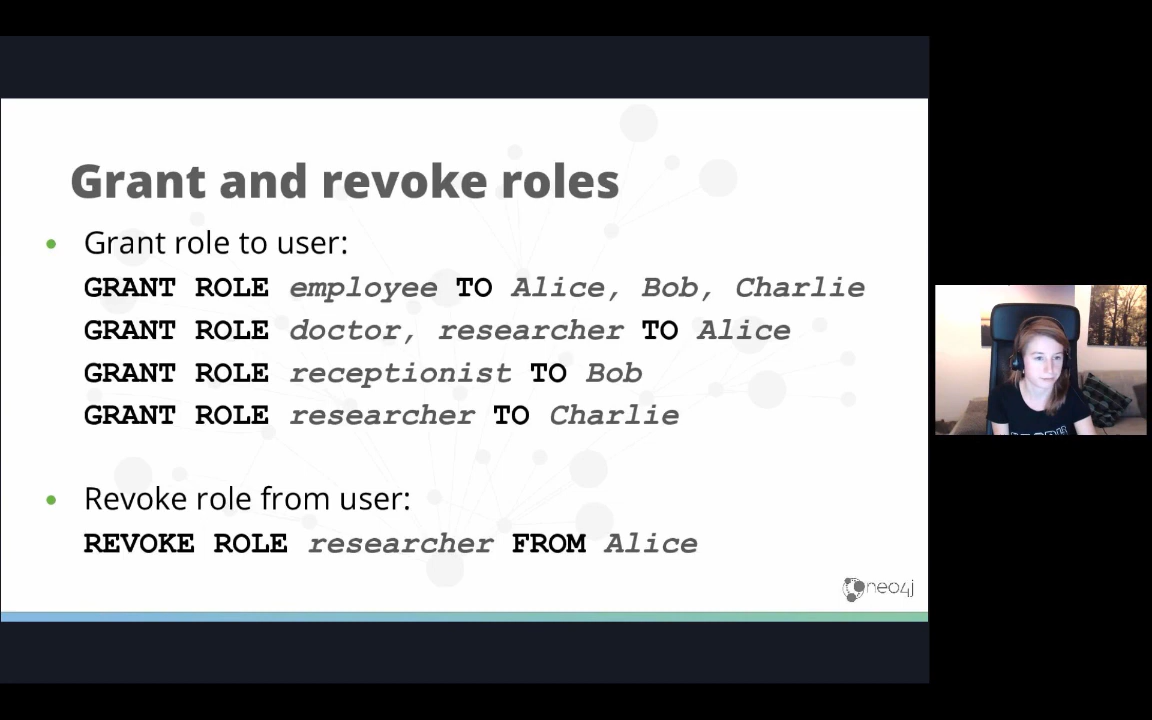 Grant and revoke roles
• Grant role to user:
GRANT ROLE employee TO Alice, Bob, Charlie
GRANT ROLE doctor, researcher TO Alice
GRANT ROLE receptionist TO Bob
GRANT ROLE researcher TO Charlie
• Revoke role from user:
REVOKE ROLE researcher FROM Alice
neo4j